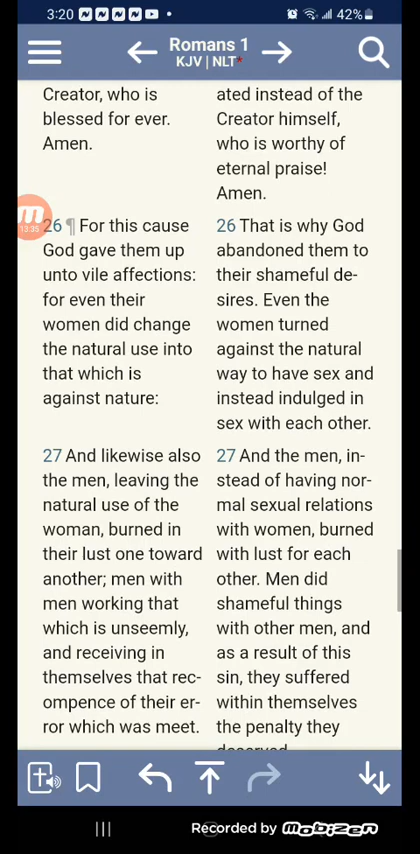 3:20
42%
Romans 1
KJV | NLT*
Creator, who is
blessed for ever.
Amen.
ated instead of the
Creator himself,
who is worthy of
eternal praise!
Amen.
13:35
26 ¶ For this cause
God gave them up
unto vile affections:
for even their
women did change
the natural use into
that which is
against nature:
26 That is why God
abandoned them to
their shameful de-
sires. Even the
women turned
against the natural
way to have sex and
instead indulged in
sex with each other.
27 And likewise also
the men, leaving the
natural use of the
woman, burned in
their lust one toward
another; men with
men working that
which is unseemly,
and receiving in
themselves that rec-
ompence of their er-
ror which was meet.
27 And the men, in-
stead of having nor-
mal sexual relations
with women, burned
with lust for each
other. Men did
shameful things
with other men, and
as a result of this
sin, they suffered
within themselves
the penalty they
deserved
Recorded by Mobizen